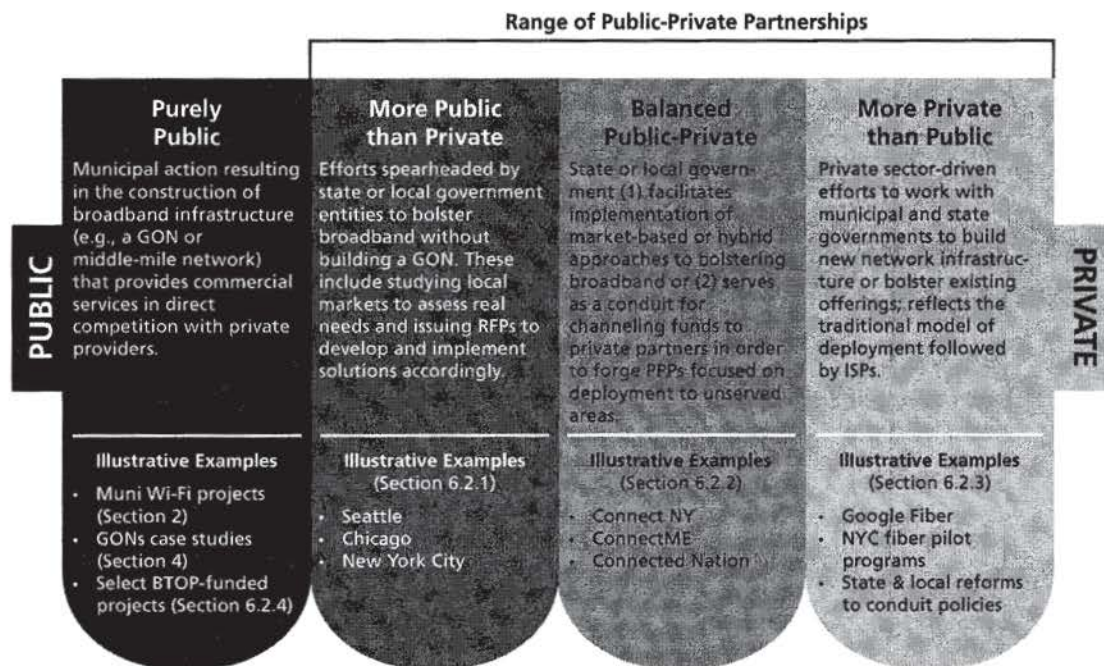 Range of Public-Private Partnerships
PUBLIC
Purely
Public
Municipal action resulting
in the construction of
broadband infrastructure
(e.g., a GON or
middle-mile network)
that provides commercial
services in direct
competition with private
providers.
Illustrative Examples
• Muni Wi-Fi projects
(Section 2)
• GONs case studies
(Section 4)
• Select BTOP-funded
projects (Section 6.2.4)
More Public
than Private
Efforts spearheaded by
state or local government
entities to bolster
broadband without
building a GON. These
include studying local
markets to assess real
needs and issuing RFPs to
develop and implement
solutions accordingly.
Illustrative Examples
(Section 6.2.1)
• Seattle
• Chicago
• New York City
Balanced
Public-Private
State or local govern-
ment (1) facilitates
implementation of
market-based or hybrid
approaches to bolstering
broadband or (2) serves
as a conduit for
channeling funds to
private partners in order
to forge PPPs focused on
deployment to unserved
areas.
Illustrative Examples
(Section 6.2.2)
• Connect NY
• ConnectME
• Connected Nation
More Private
than Public
Private sector-driven
efforts to work with
municipal and state
governments to build
new network infrastruc-
ture or bolster existing
offerings; reflects the
traditional model of
deployment followed
by ISPs.
Illustrative Examples
(Section 6.2.3)
• Google Fiber
• NYC fiber pilot
programs
• State & local reforms
to conduit policies
PRIVATE